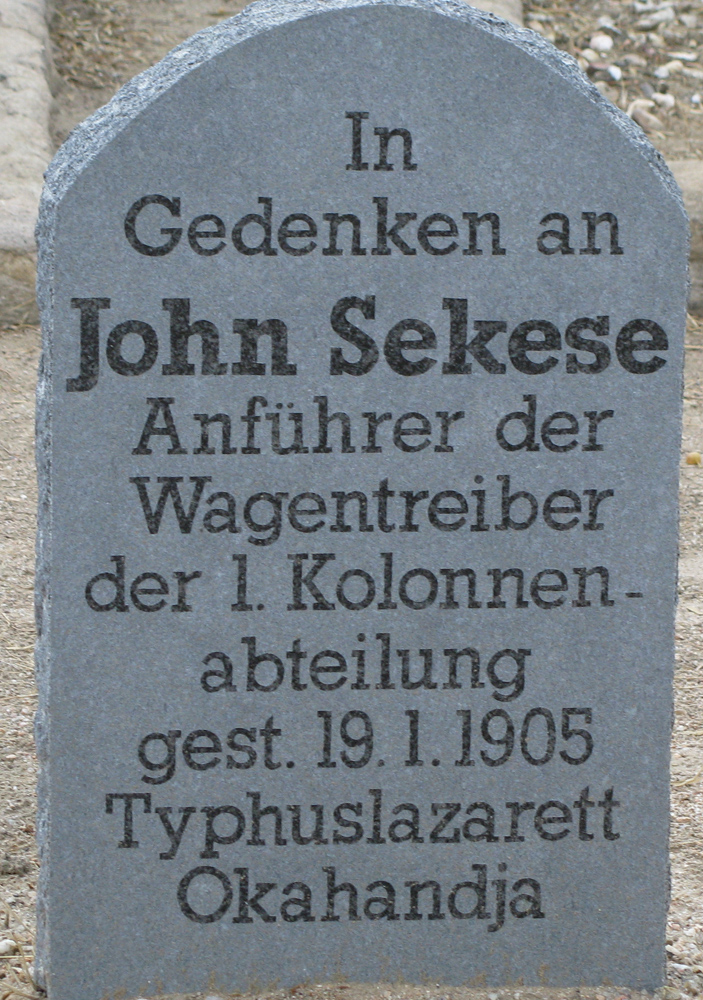 In
Gedenken an
John Sekese
Anführer der
Wagentreiber
der 1. Kolonnen-
abteilung
gest. 19.1.1905
Typhuslazarett
Okahandja